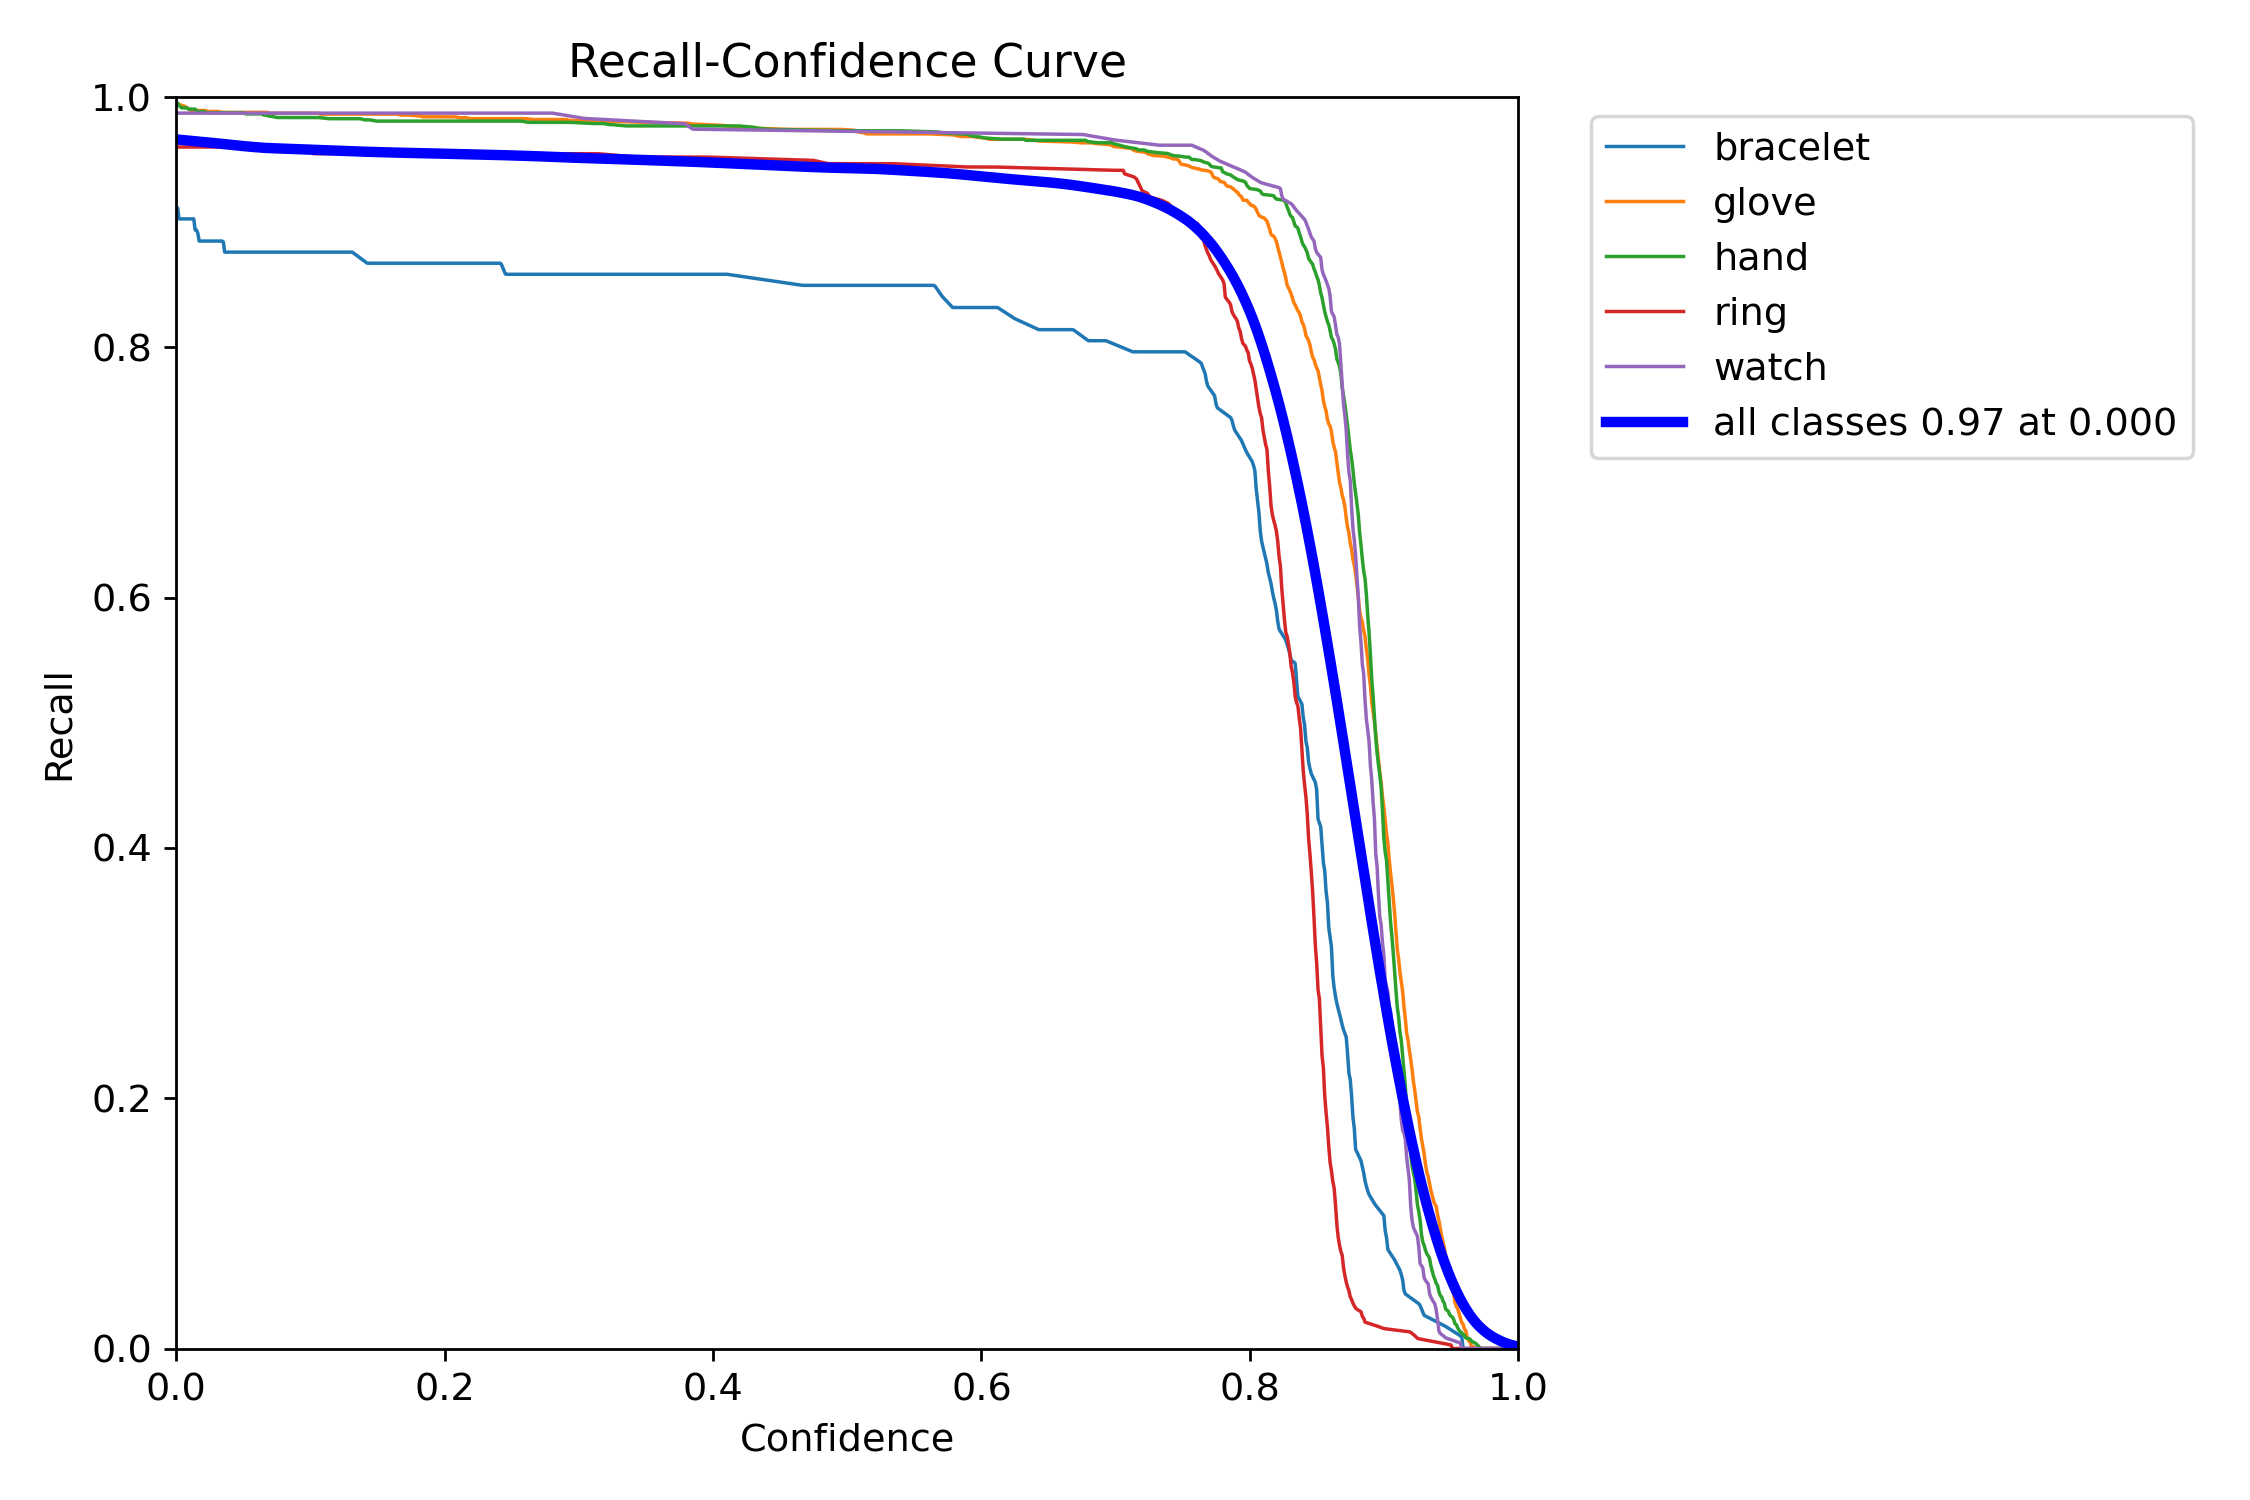 Recall-Confidence Curve
1.0
0.8
0.6
0.4
0.2
0.0
Recall
0.0 0.2 0.4 0.6 0.8 1.0
Confidence
bracelet
glove
hand
ring
watch
all classes 0.97 at 0.000